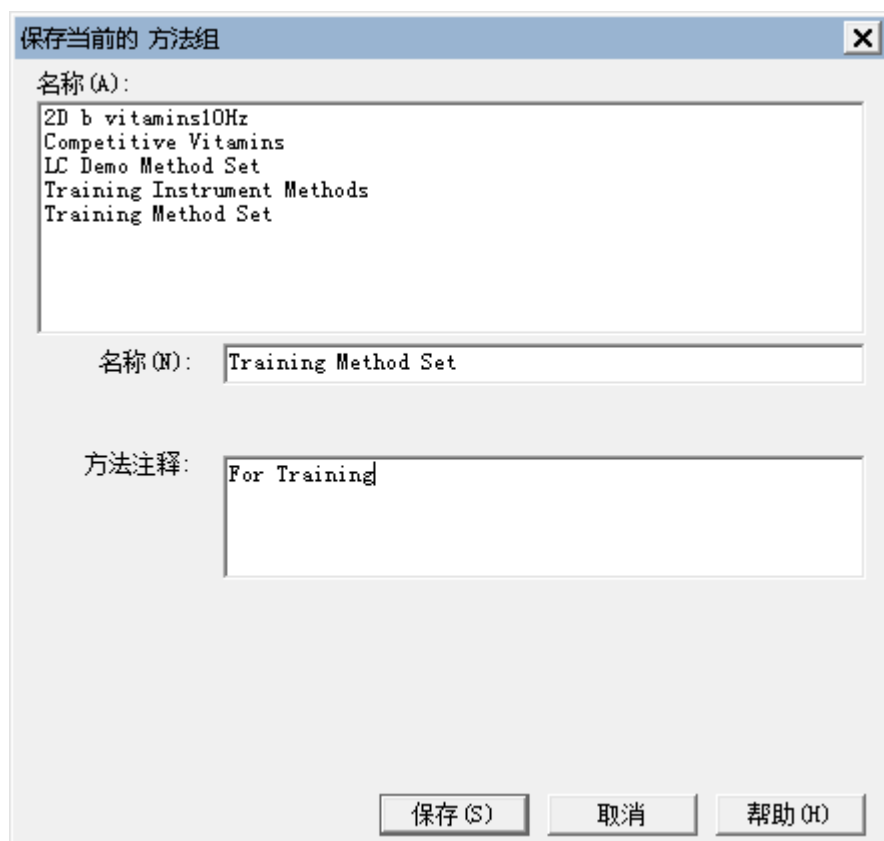 保存当前的 方法组
名称(A):
2D b vitamins10Hz
Competitive Vitamins
LC Demo Method Set
Training Instrument Methods
Training Method Set
名称(N): Training Method Set
方法注释: For Training
保存(S) 取消 帮助(H)